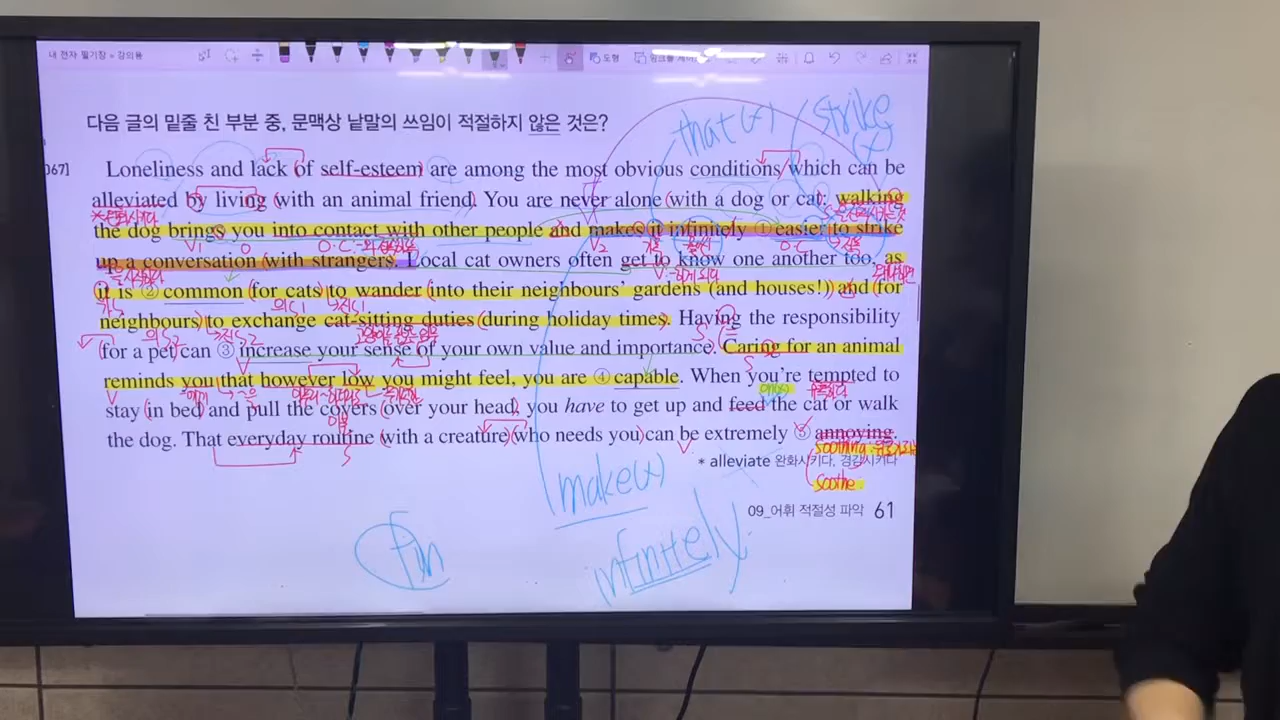 내 전자 필기장 > 강의용
도형
다음 글의 밑줄 친 부분 중, 문맥상 낱말의 쓰임이 적절하지 않은 것은?
that(x)
strike
(x)
067] Loneliness and lack of self-esteem are among the most obvious conditions which can be
alleviated by living (with an animal friend). You are never alone (with a dog or cat: walking
the dog brings you into contact with other people and makes it infinitely ① easier to strike
V1 O O.C V2 O.C
up a conversation (with strangers. Local cat owners often get to know one another too, as
it is ② common (for cats) to wander (into their neighbours' gardens (and houses!)) and (for
neighbours) to exchange cat-sitting duties (during holiday times). Having the responsibility
(for a pet) can ③ increase your sense of your own value and importance. Caring for an animal
reminds you that however low you might feel, you are ④ capable. When you're tempted to
stay (in bed) and pull the covers (over your head), you have to get up and feed the cat or walk
이불
the dog. That everyday routine (with a creature) (who needs you) can be extremely ⑤ annoying.
S V
soothing
* alleviate 완화시키다, 경감시키다
soothe
make(x)
09_어휘 적절성 파악 61
fin
infinitely